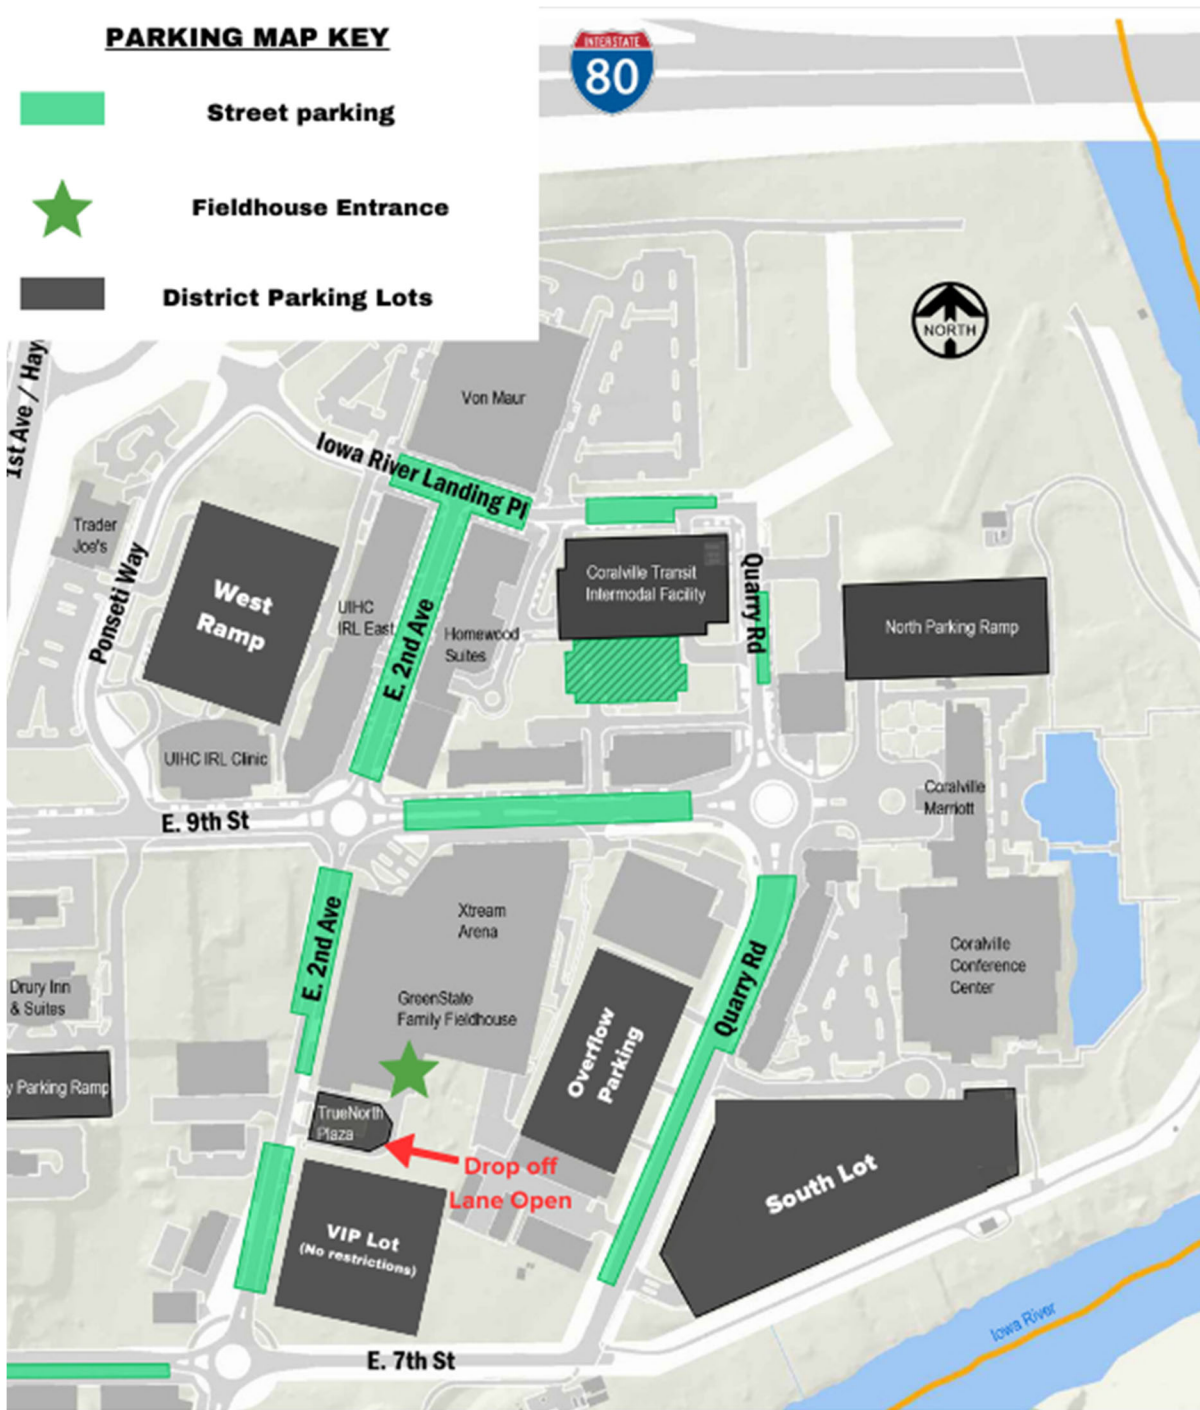 PARKING MAP KEY
Street parking
Fieldhouse Entrance
District Parking Lots
INTERSTATE
80
NORTH
1st Ave / Hay
Von Maur
Iowa River Landing Pl
Trader
Joe's
Ponseti Way
West
Ramp
UIHC
IRL East
E. 2nd Ave
Homewood
Suites
Coralville Transit
Intermodal Facility
Quarry Rd
North Parking Ramp
UIHC IRL Clinic
Coralville
Marriott
E. 9th St
Xtream
Arena
E. 2nd Ave
Quarry Rd
Coralville
Conference
Center
Drury Inn
& Suites
GreenState
Family Fieldhouse
Overflow
Parking
y Parking Ramp
TrueNorth
Plaza
Drop off
Lane Open
South Lot
VIP Lot
(No restrictions)
Iowa River
E. 7th St